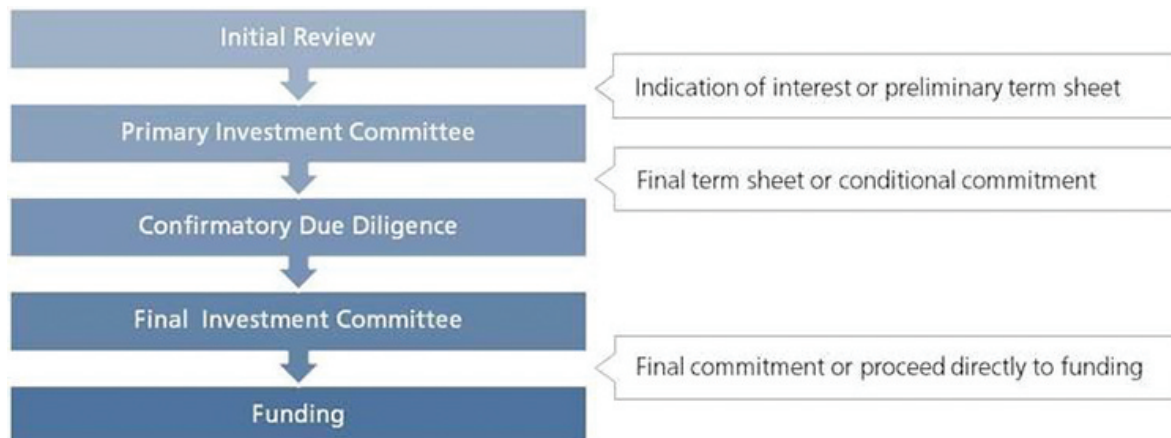 Initial Review
Indication of interest or preliminary term sheet
Primary Investment Committee
Final term sheet or conditional commitment
Confirmatory Due Diligence
Final Investment Committee
Final commitment or proceed directly to funding
Funding